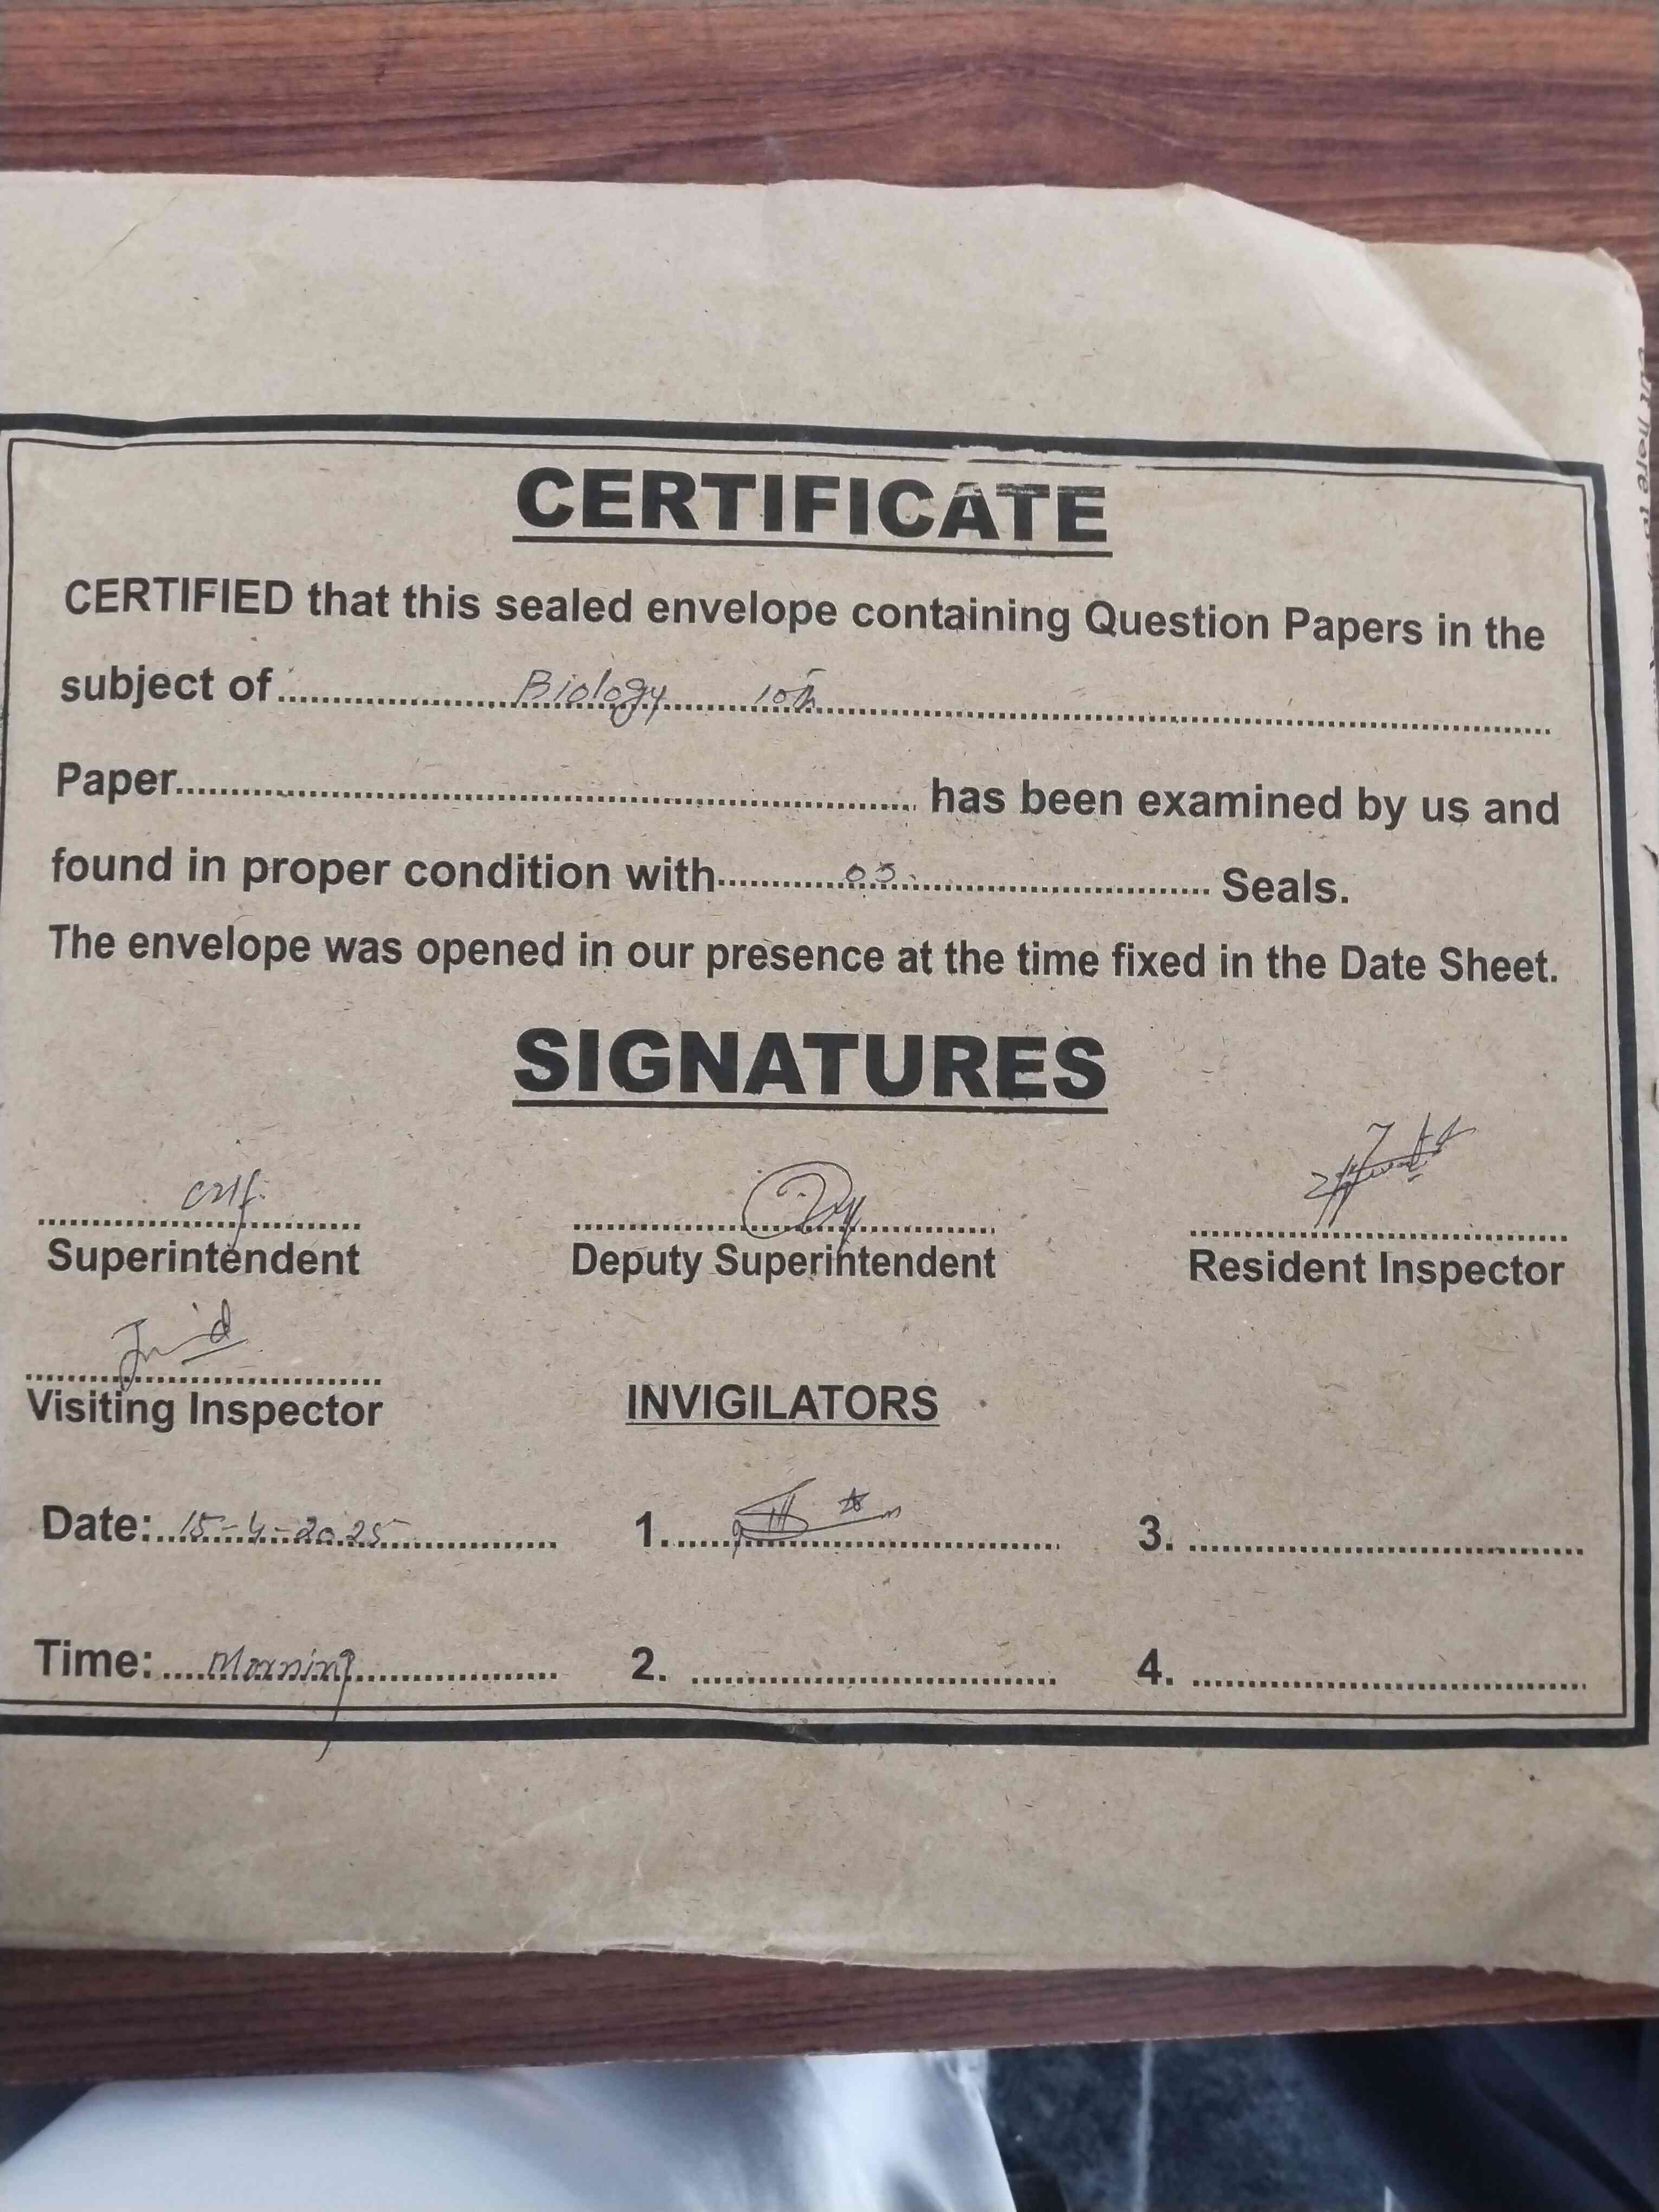 CERTIFICATE
CERTIFIED that this sealed envelope containing Question Papers in the
subject of Biology 10th
Paper has been examined by us and
found in proper condition with Seals.
The envelope was opened in our presence at the time fixed in the Date Sheet.
SIGNATURES
Superintendent Deputy Superintendent Resident Inspector
Visiting Inspector INVIGILATORS
Date: 15-4-2025 1. 3.
Time: Morning 2. 4.